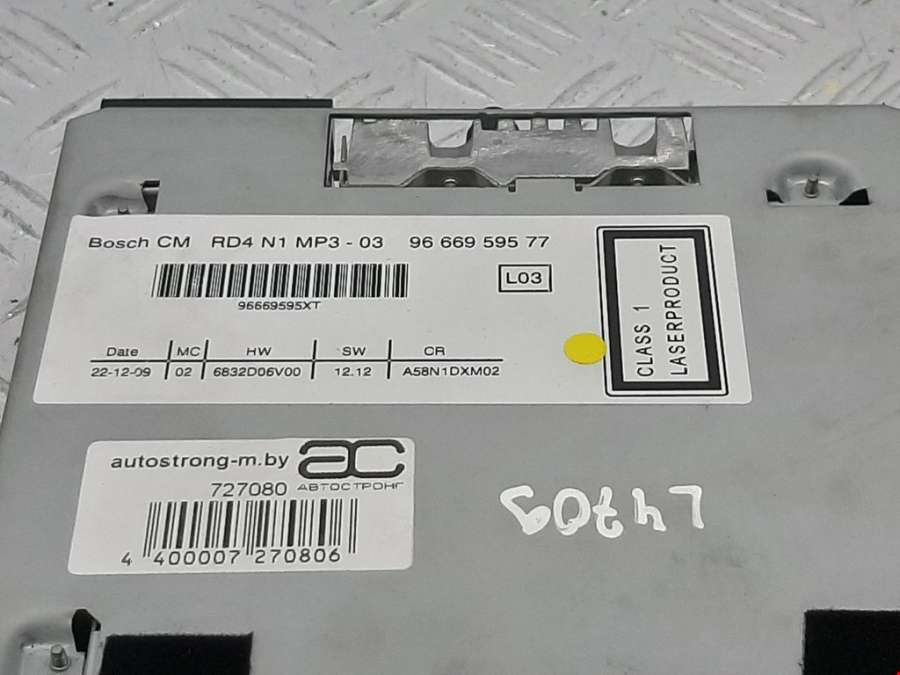 Bosch CM RD4 N1 MP3 - 03 96 669 595 77
96669595XT
L03
CLASS 1
LASERPRODUCT
Date MC HW SW CR
22-12-09 02 6832D06V00 12.12 A58N1DXM02
autostrong-m.by ac
727080 АВТОСТРОНГ
4 400007 270806